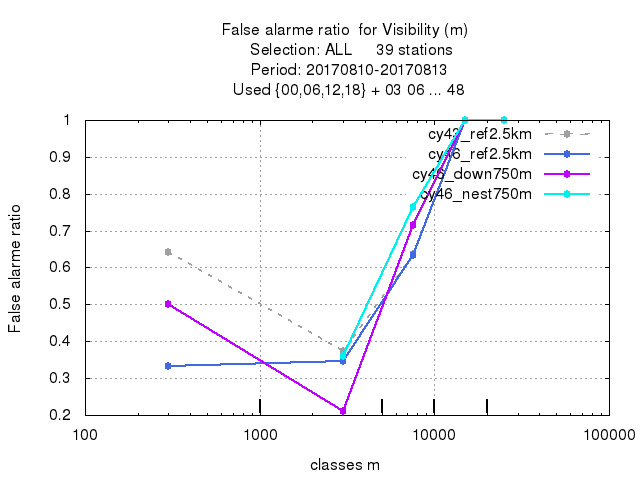 False alarme ratio  for Visibility (m)
Selection: ALL     39 stations
Period: 20170810-20170813
Used {00,06,12,18} + 03 06 ... 48
1
0.9
0.8
0.7
0.6
0.5
0.4
0.3
0.2
False alarme ratio
cy43_ref2.5km
cy46_ref2.5km
cy46_down750m
cy46_nest750m
100 1000 10000 100000
classes m